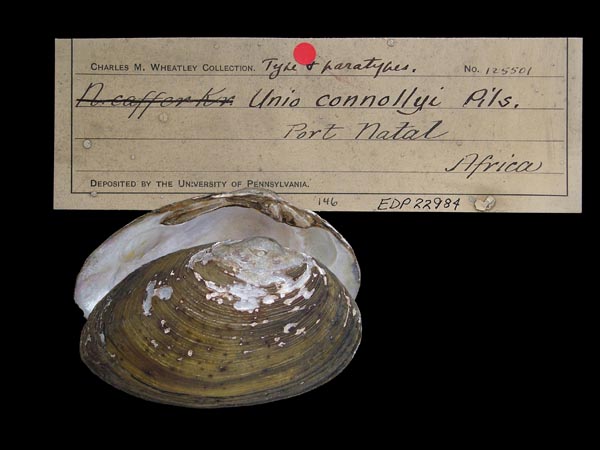 CHARLES M. WHEATLEY COLLECTION. Type & paratypes. No. 125501
N. caffer Kr. Unio connollyi Pils.
Port Natal
Africa
DEPOSITED BY THE UNIVERSITY OF PENNSYLVANIA.
146 EDP 22984